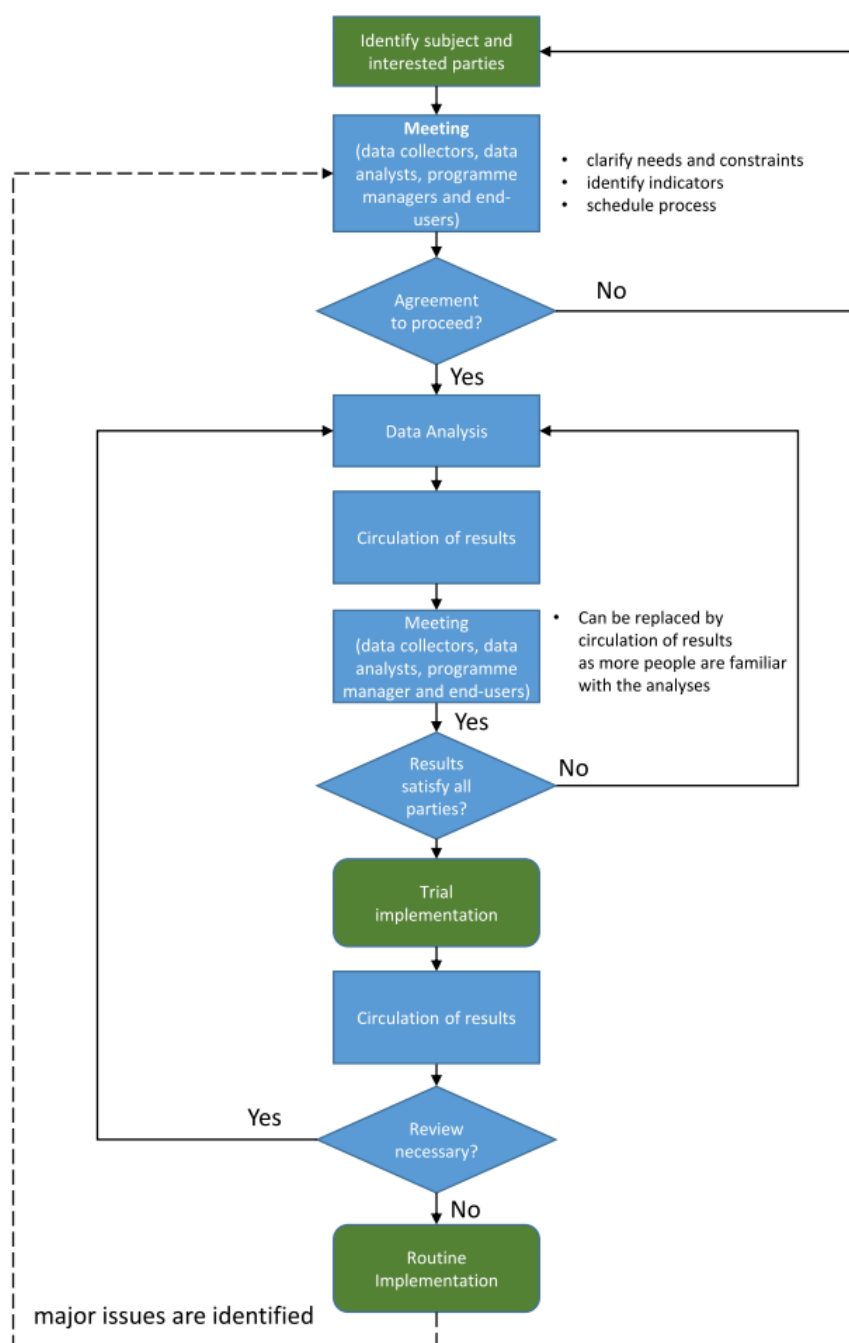 Identify subject and
interested parties
Meeting
(data collectors, data
analysts, programme
managers and end-
users)
• clarify needs and constraints
• identify indicators
• schedule process
Agreement
to proceed?
No
Yes
Data Analysis
Circulation of results
Meeting
(data collectors, data
analysts, programme
manager and end-users)
• Can be replaced by
circulation of results
as more people are familiar
with the analyses
Yes
Results
satisfy all
parties?
No
Trial
implementation
Circulation of results
Yes
Review
necessary?
No
Routine
Implementation
major issues are identified